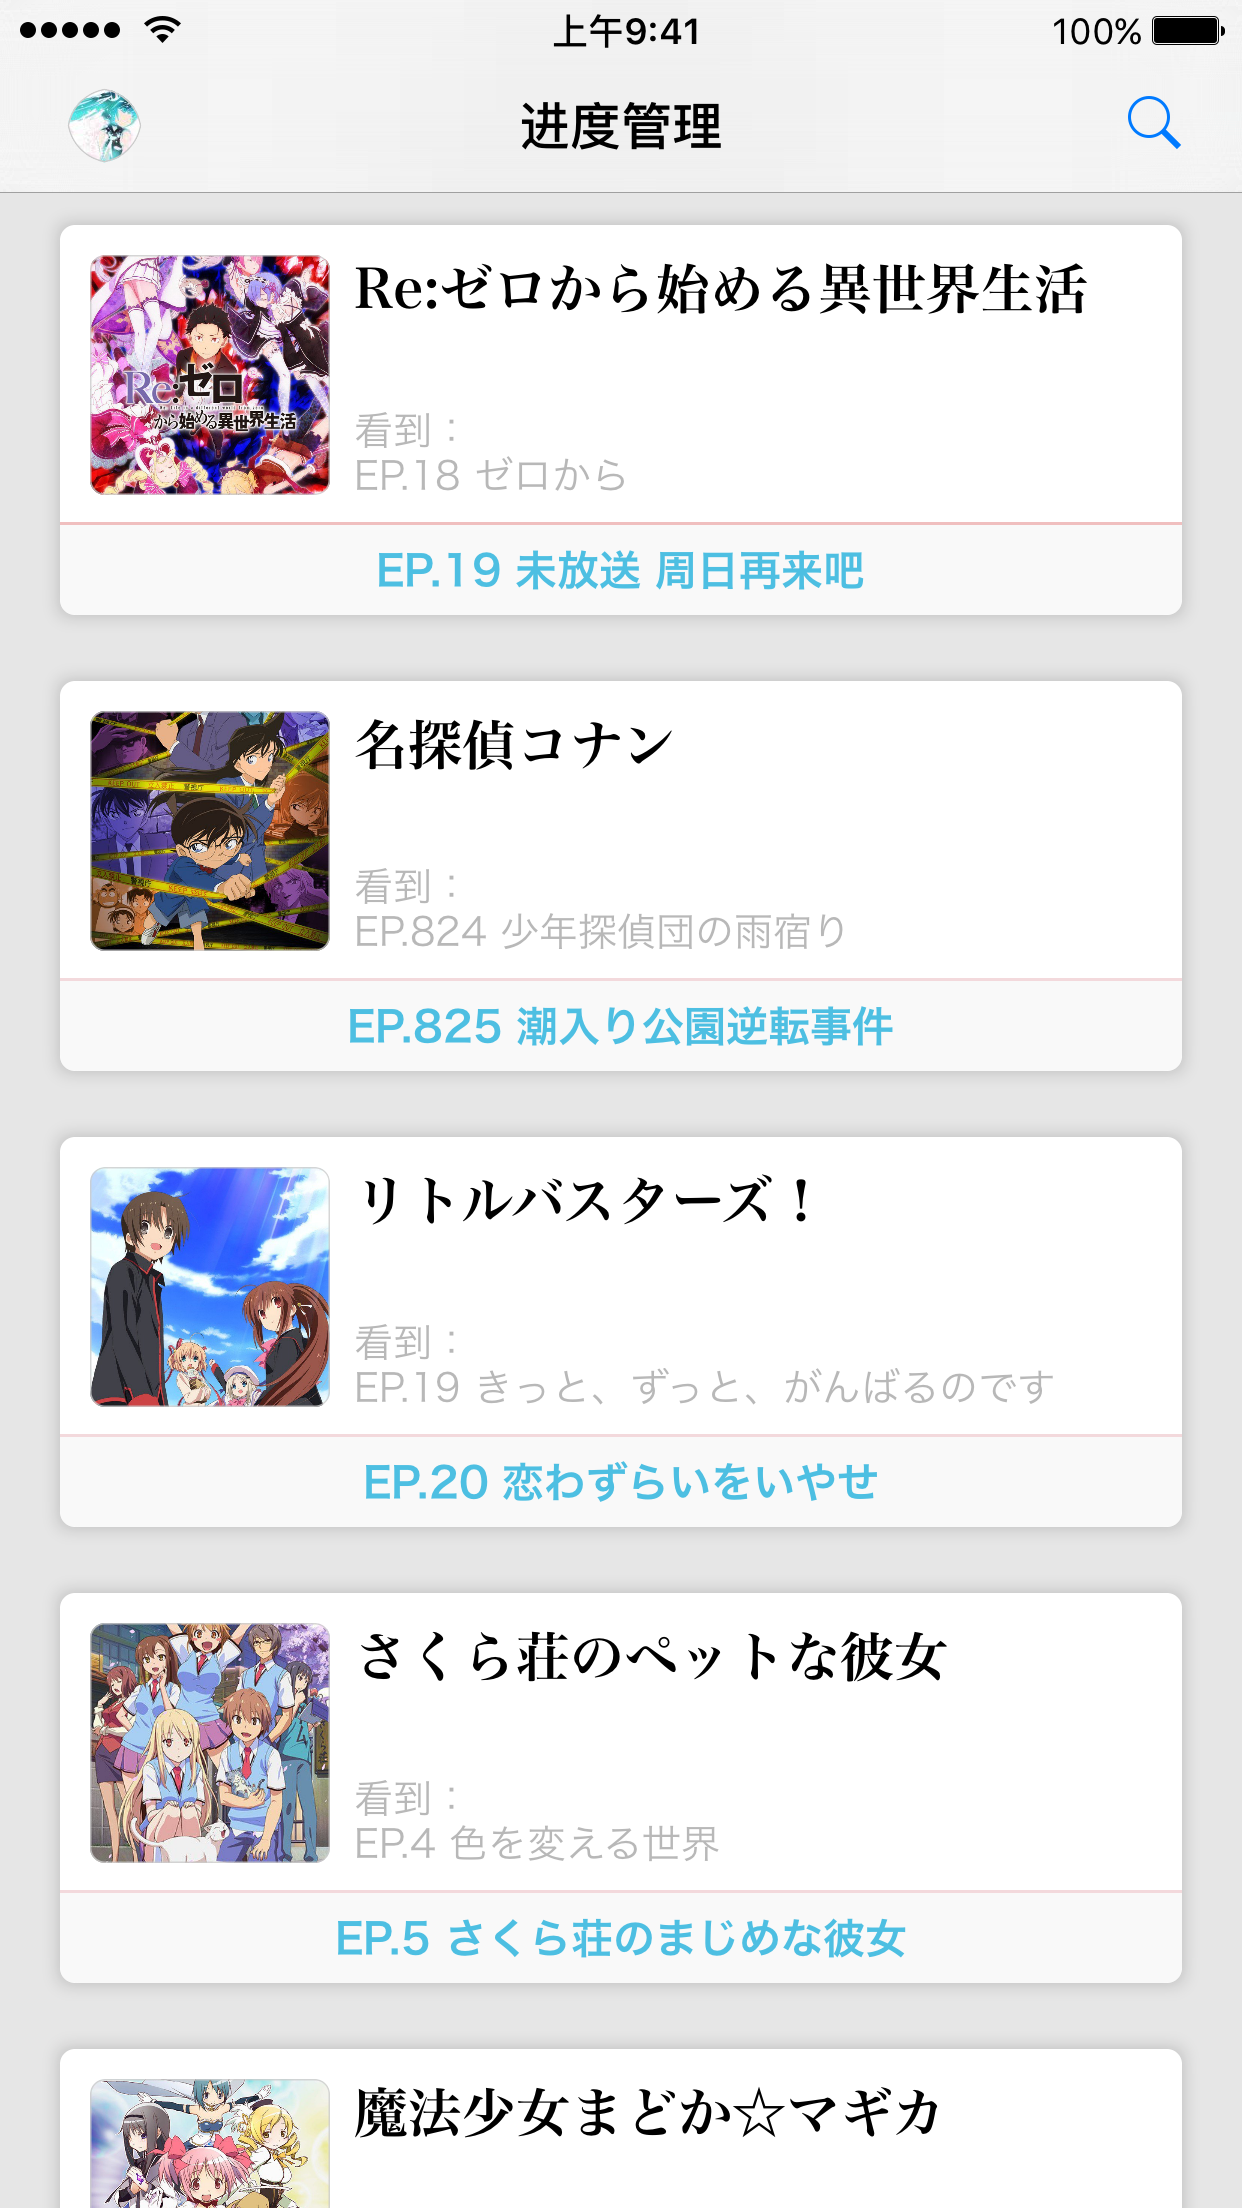 上午9:41
100%
进度管理
Re:ゼロから始める異世界生活
Re:ゼロ
から始める異世界生活
看到：
EP.18 ゼロから
EP.19 未放送 周日再来吧
名探偵コナン
KEEP OUT
看到：
EP.824 少年探偵団の雨宿り
EP.825 潮入り公園逆転事件
リトルバスターズ！
看到：
EP.19 きっと、ずっと、がんばるのです
EP.20 恋わずらいをいやせ
さくら荘のペットな彼女
看到：
EP.4 色を変える世界
EP.5 さくら荘のまじめな彼女
魔法少女まどか☆マギカ